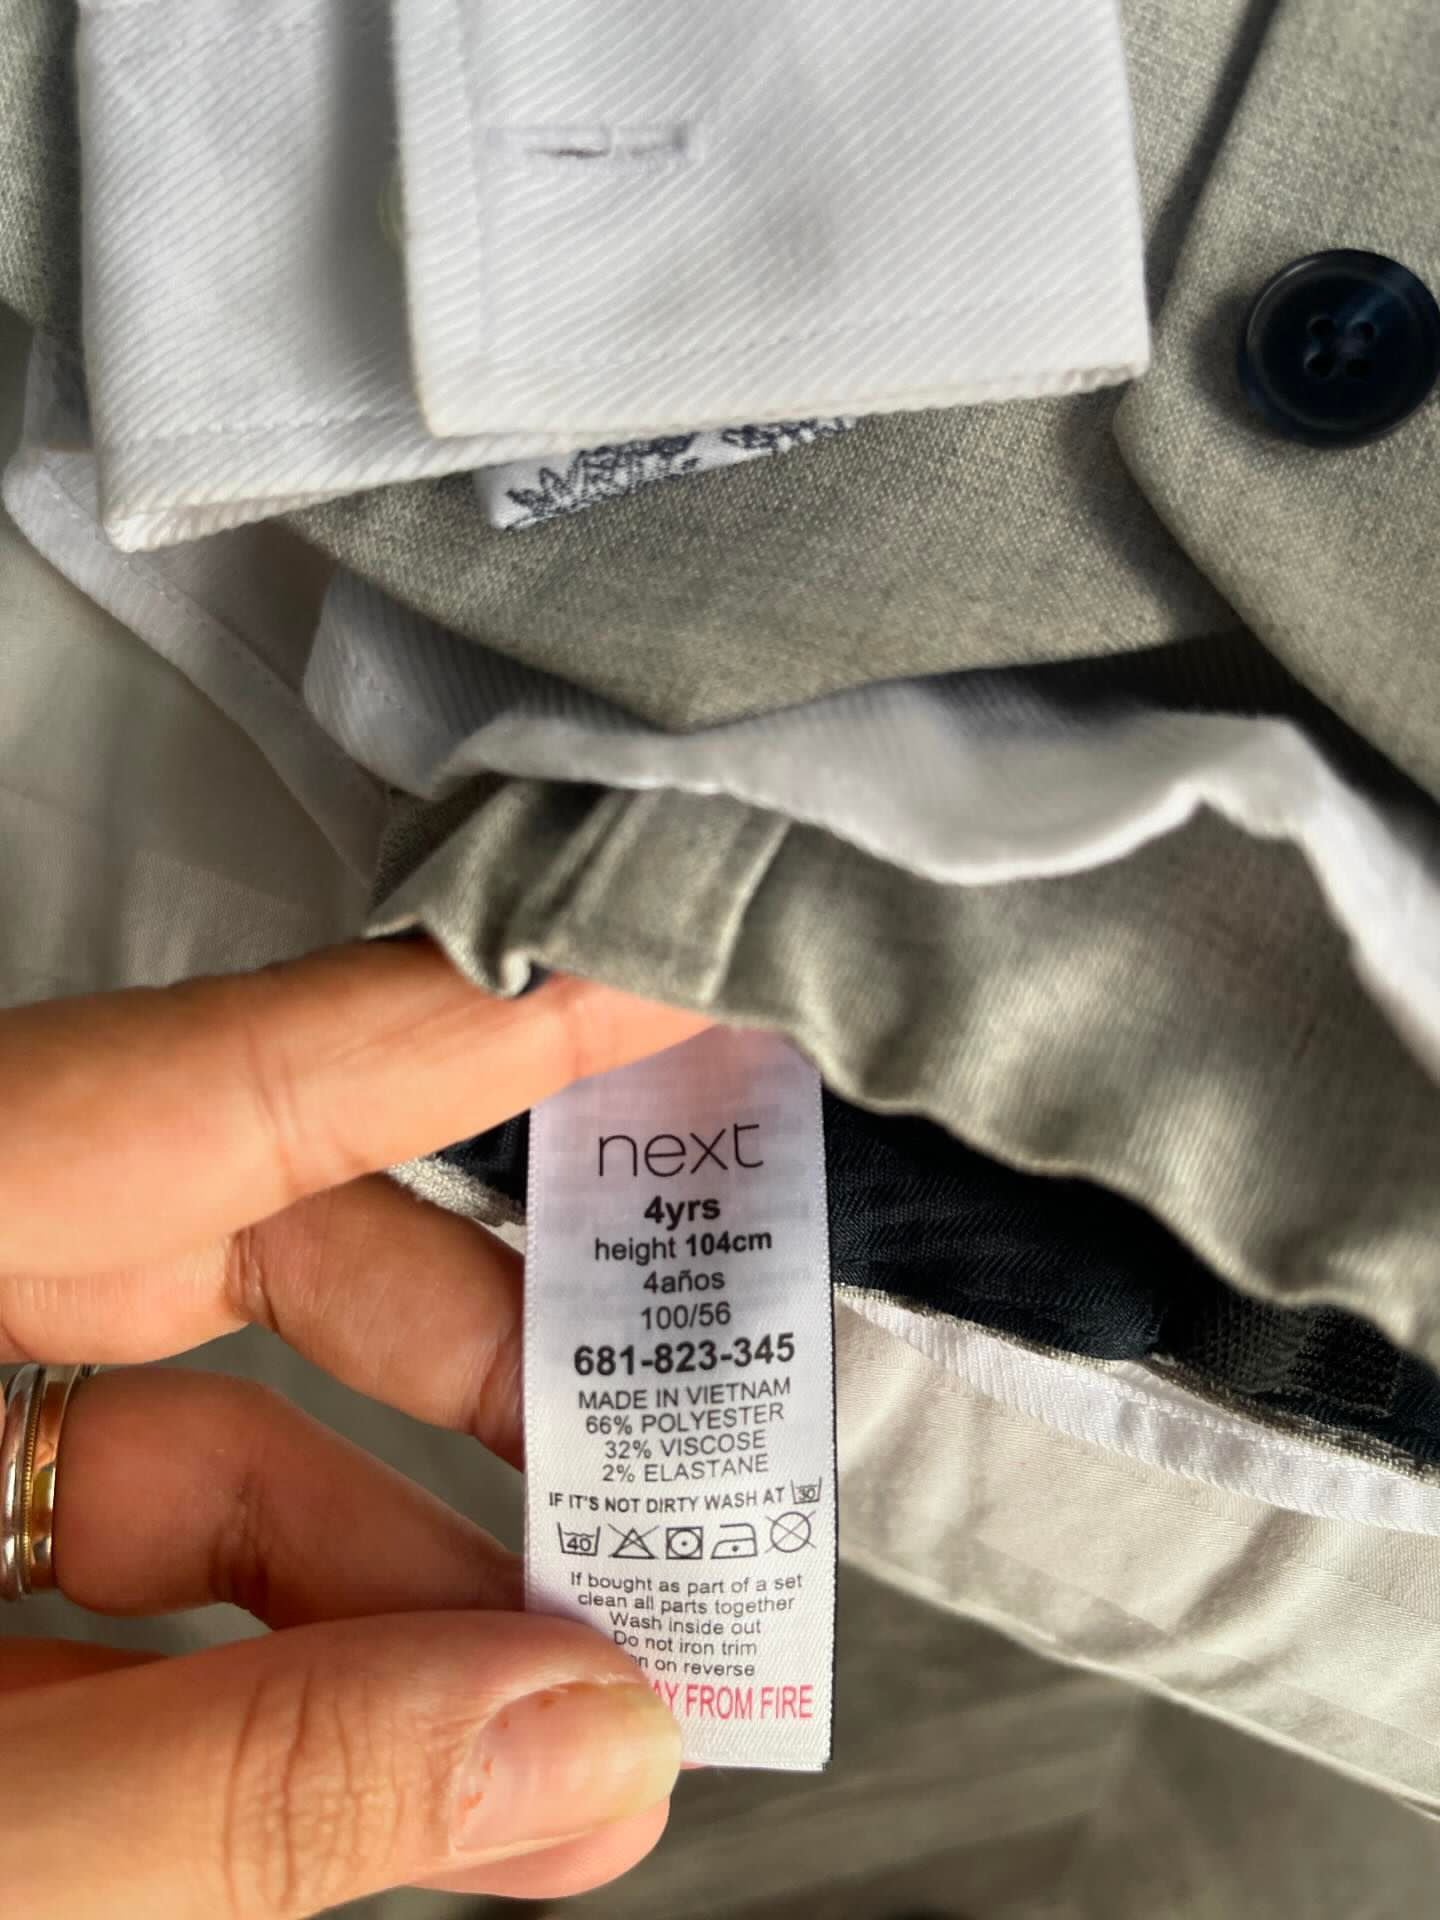 next
4yrs
height 104cm
4años
100/56
681-823-345
MADE IN VIETNAM
66% POLYESTER
32% VISCOSE
2% ELASTANE
IF IT'S NOT DIRTY WASH AT 30
40
If bought as part of a set
clean all parts together
Wash inside out
Do not iron trim
on reverse
FROM FIRE